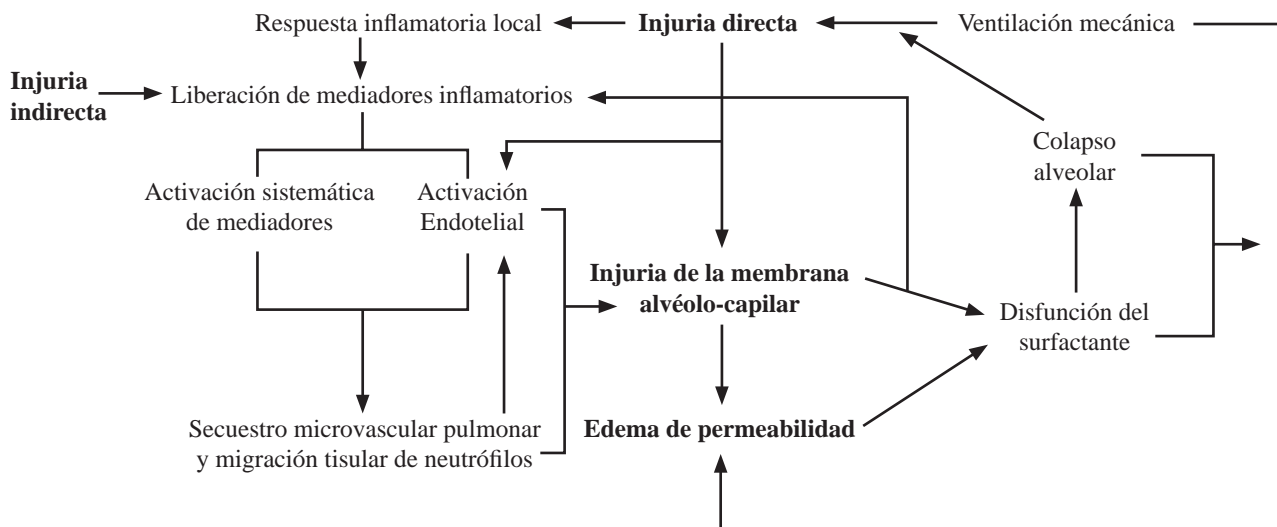 Respuesta inflamatoria local
Injuria directa
Ventilación mecánica
Injuria
indirecta
Liberación de mediadores inflamatorios
Colapso
alveolar
Activación sistemática
de mediadores
Activación
Endotelial
Injuria de la membrana
alvéolo-capilar
Disfunción del
surfactante
Secuestro microvascular pulmonar
y migración tisular de neutrófilos
Edema de permeabilidad